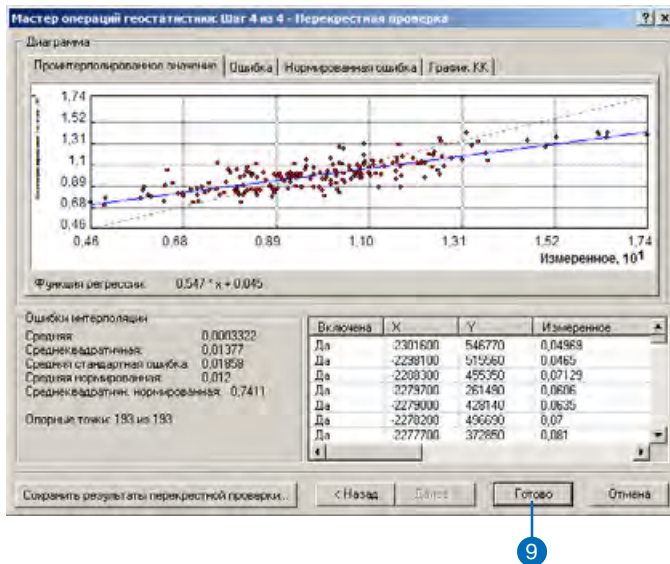 Мастер операций геостатистики: Шаг 4 из 4 - Перекрестная проверка
Диаграмма
Проинтерполированное значение Ошибка Нормированная ошибка График КК
1,74
1,52
1,31
1,1
0,89
0,68
0,46
0,46 0,68 0,89 1,10 1,31 1,52 1,74
Измеренное, 10¹
Функция регрессии: 0,547 * x + 0,045
Ошибки интерполяции
Средняя: 0,0003322
Среднеквадратичная: 0,01377
Средняя стандартная ошибка: 0,01858
Средняя нормированная: 0,012
Среднеквадратичн. нормированная: 0,7411
Опорные точки: 193 из 193
Включена X Y Измеренное
Да -2301600 546770 0,04969
Да -2298100 515560 0,0465
Да -2288300 455350 0,07129
Да -2279700 261490 0,0606
Да -2279000 428140 0,0635
Да -2278200 496690 0,07
Да -2277700 372850 0,081
Сохранить результаты перекрестной проверки... < Назад Далее Готово Отмена
9